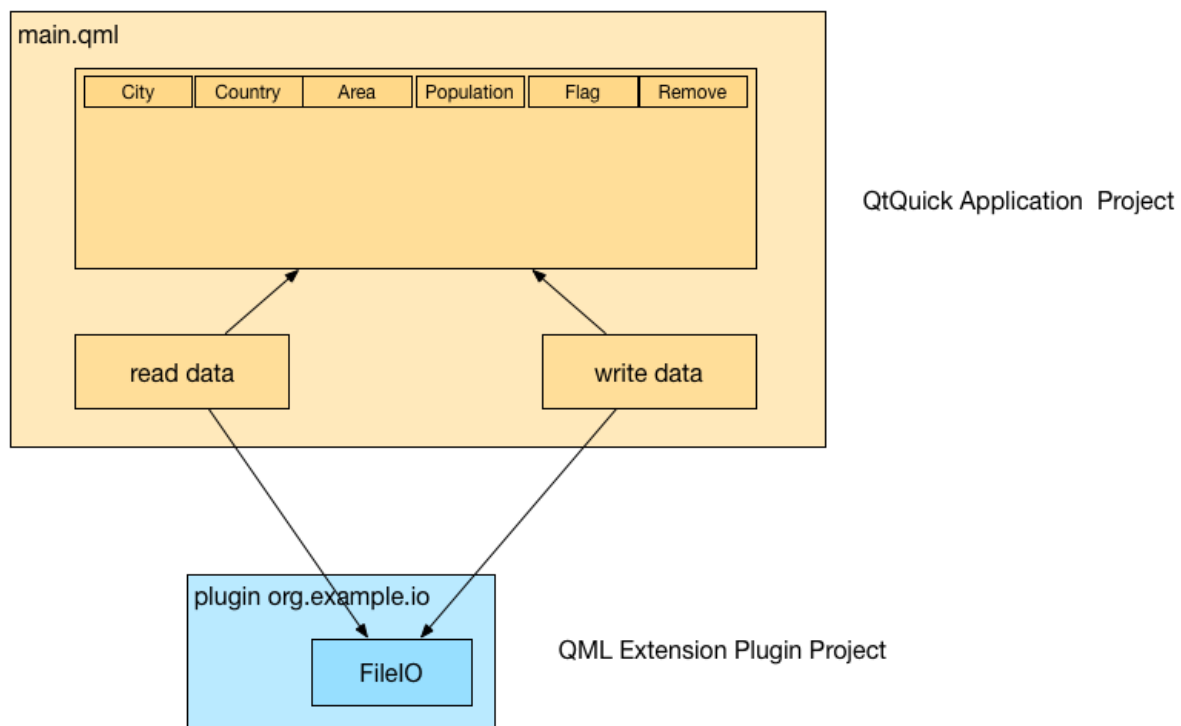 main.qml
City
Country
Area
Population
Flag
Remove
QtQuick Application  Project
read data
write data
plugin org.example.io
QML Extension Plugin Project
FileIO